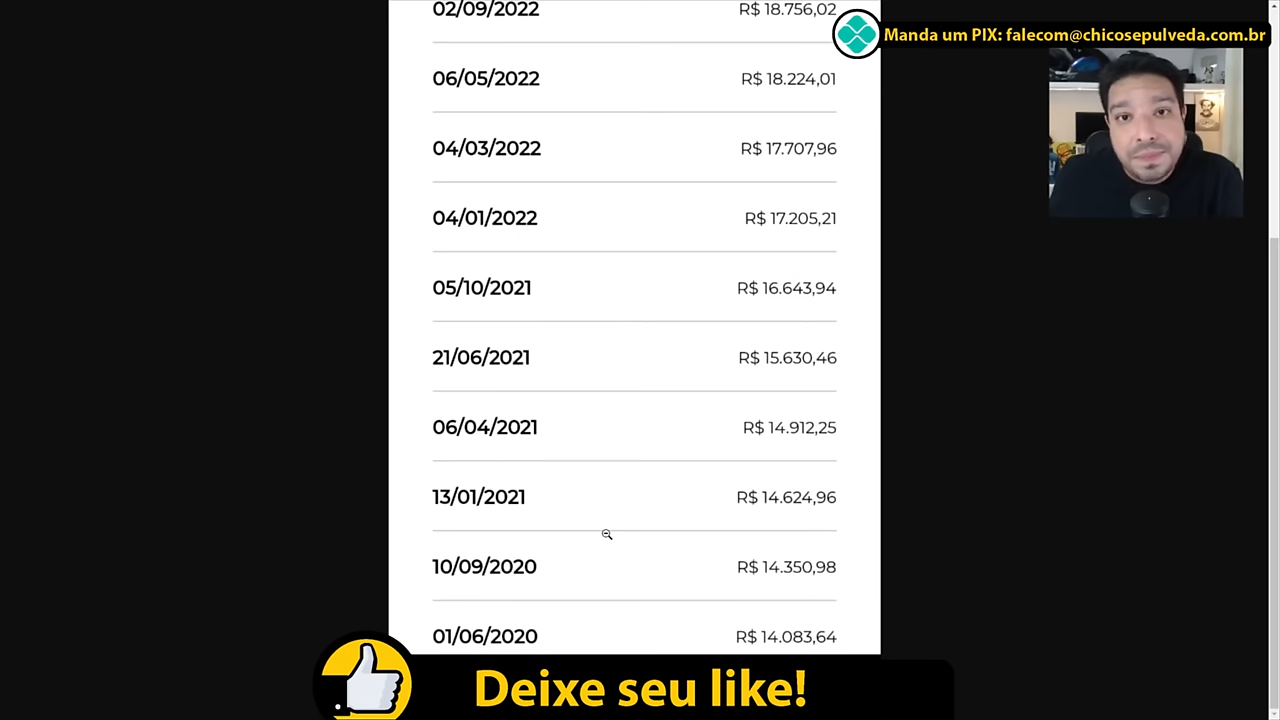 02/09/2022 R$ 18.756,02
Manda um PIX: falecom@chicosepulveda.com.br
06/05/2022 R$ 18.224,01
04/03/2022 R$ 17.707,96
04/01/2022 R$ 17.205,21
05/10/2021 R$ 16.643,94
21/06/2021 R$ 15.630,46
06/04/2021 R$ 14.912,25
13/01/2021 R$ 14.624,96
10/09/2020 R$ 14.350,98
01/06/2020 R$ 14.083,64
Deixe seu like!